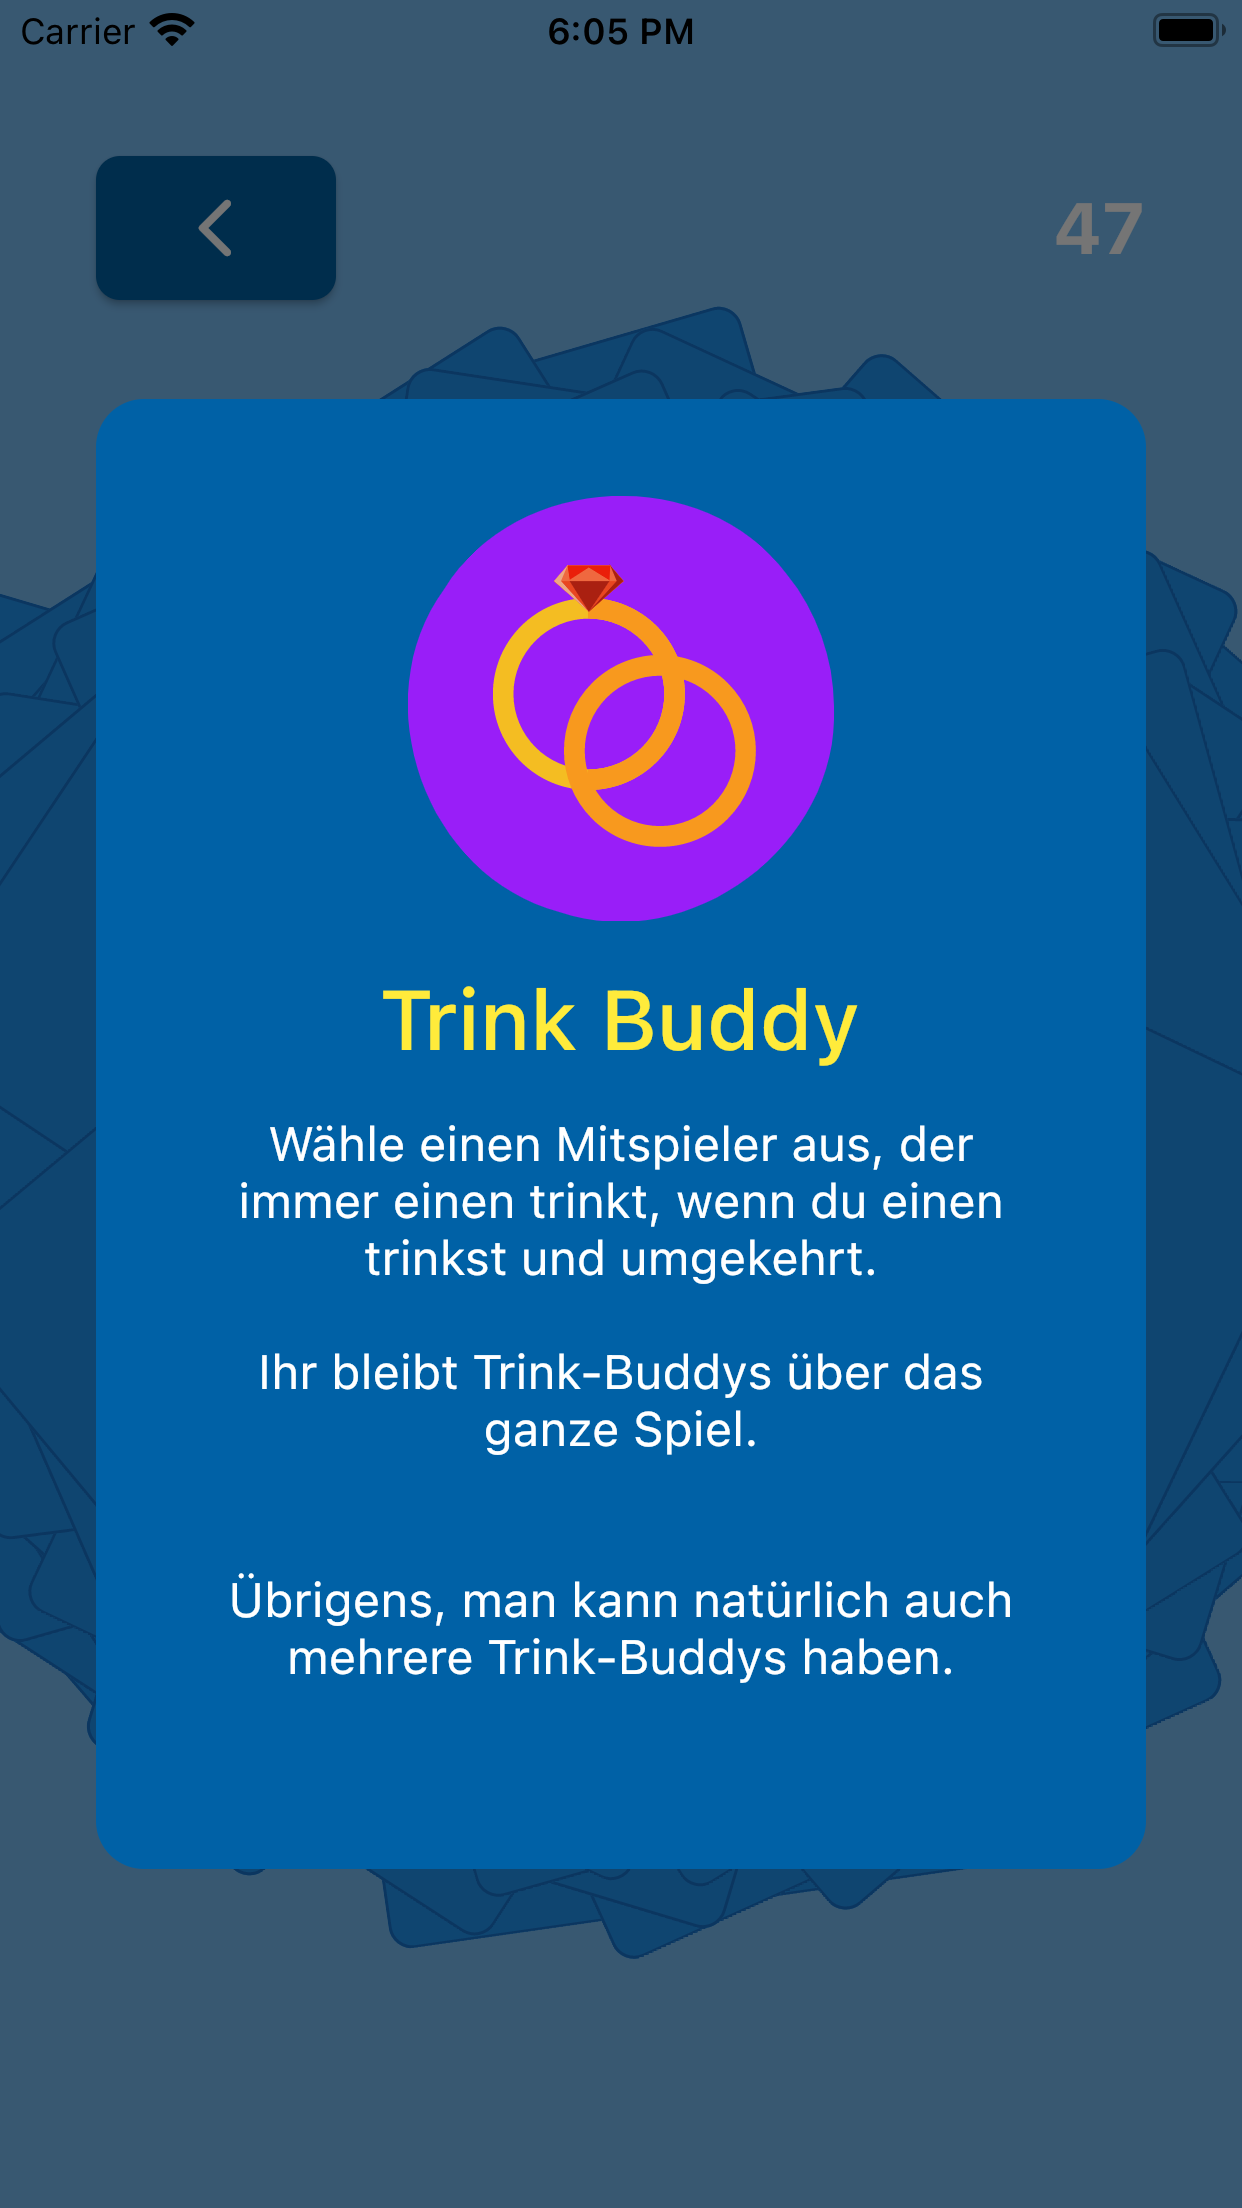 Carrier 6:05 PM
47
Trink Buddy
Wähle einen Mitspieler aus, der
immer einen trinkt, wenn du einen
trinkst und umgekehrt.
Ihr bleibt Trink-Buddys über das
ganze Spiel.
Übrigens, man kann natürlich auch
mehrere Trink-Buddys haben.